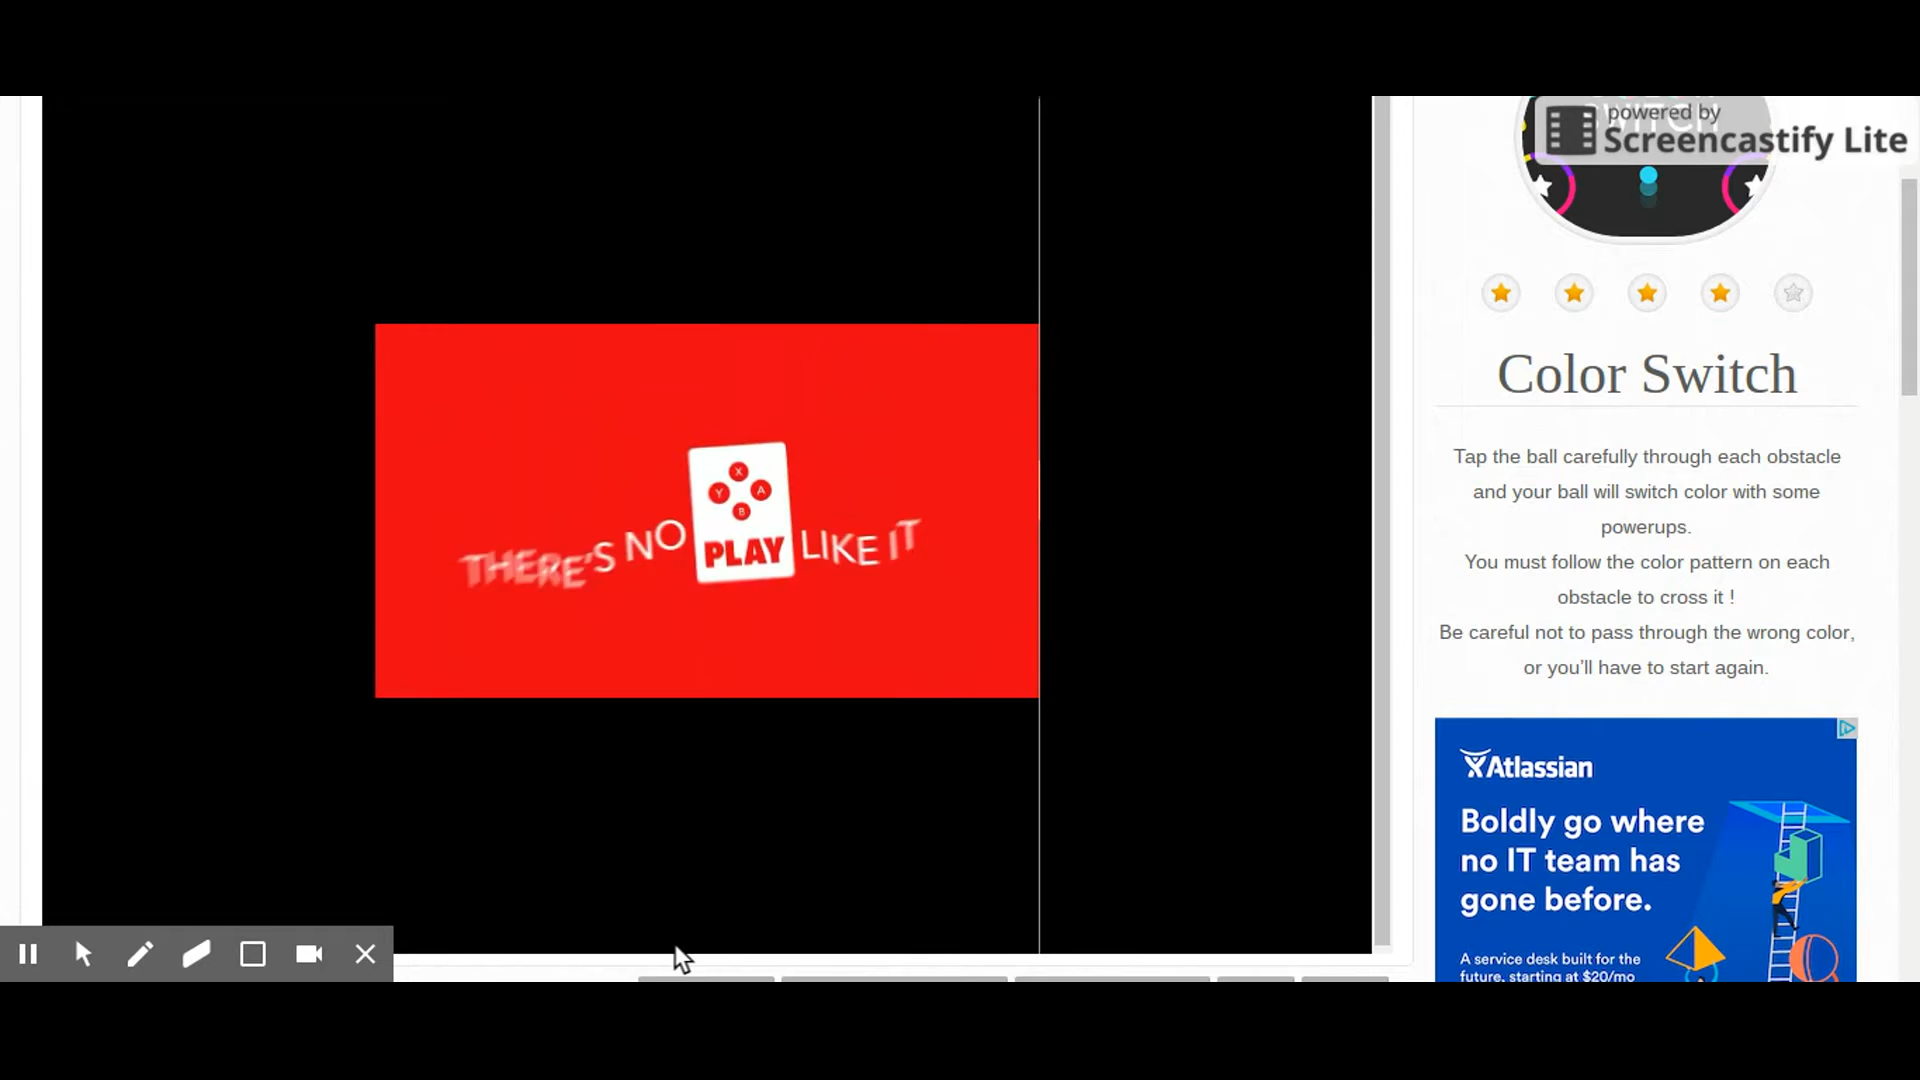 SWITCH
powered by
Screencastify Lite
Color Switch
Tap the ball carefully through each obstacle
and your ball will switch color with some
powerups.
You must follow the color pattern on each
obstacle to cross it !
Be careful not to pass through the wrong color,
or you'll have to start again.
X
Y A
B
THERE'S NO PLAY LIKE IT
Atlassian
Boldly go where
no IT team has
gone before.
A service desk built for the
future, starting at $20/mo